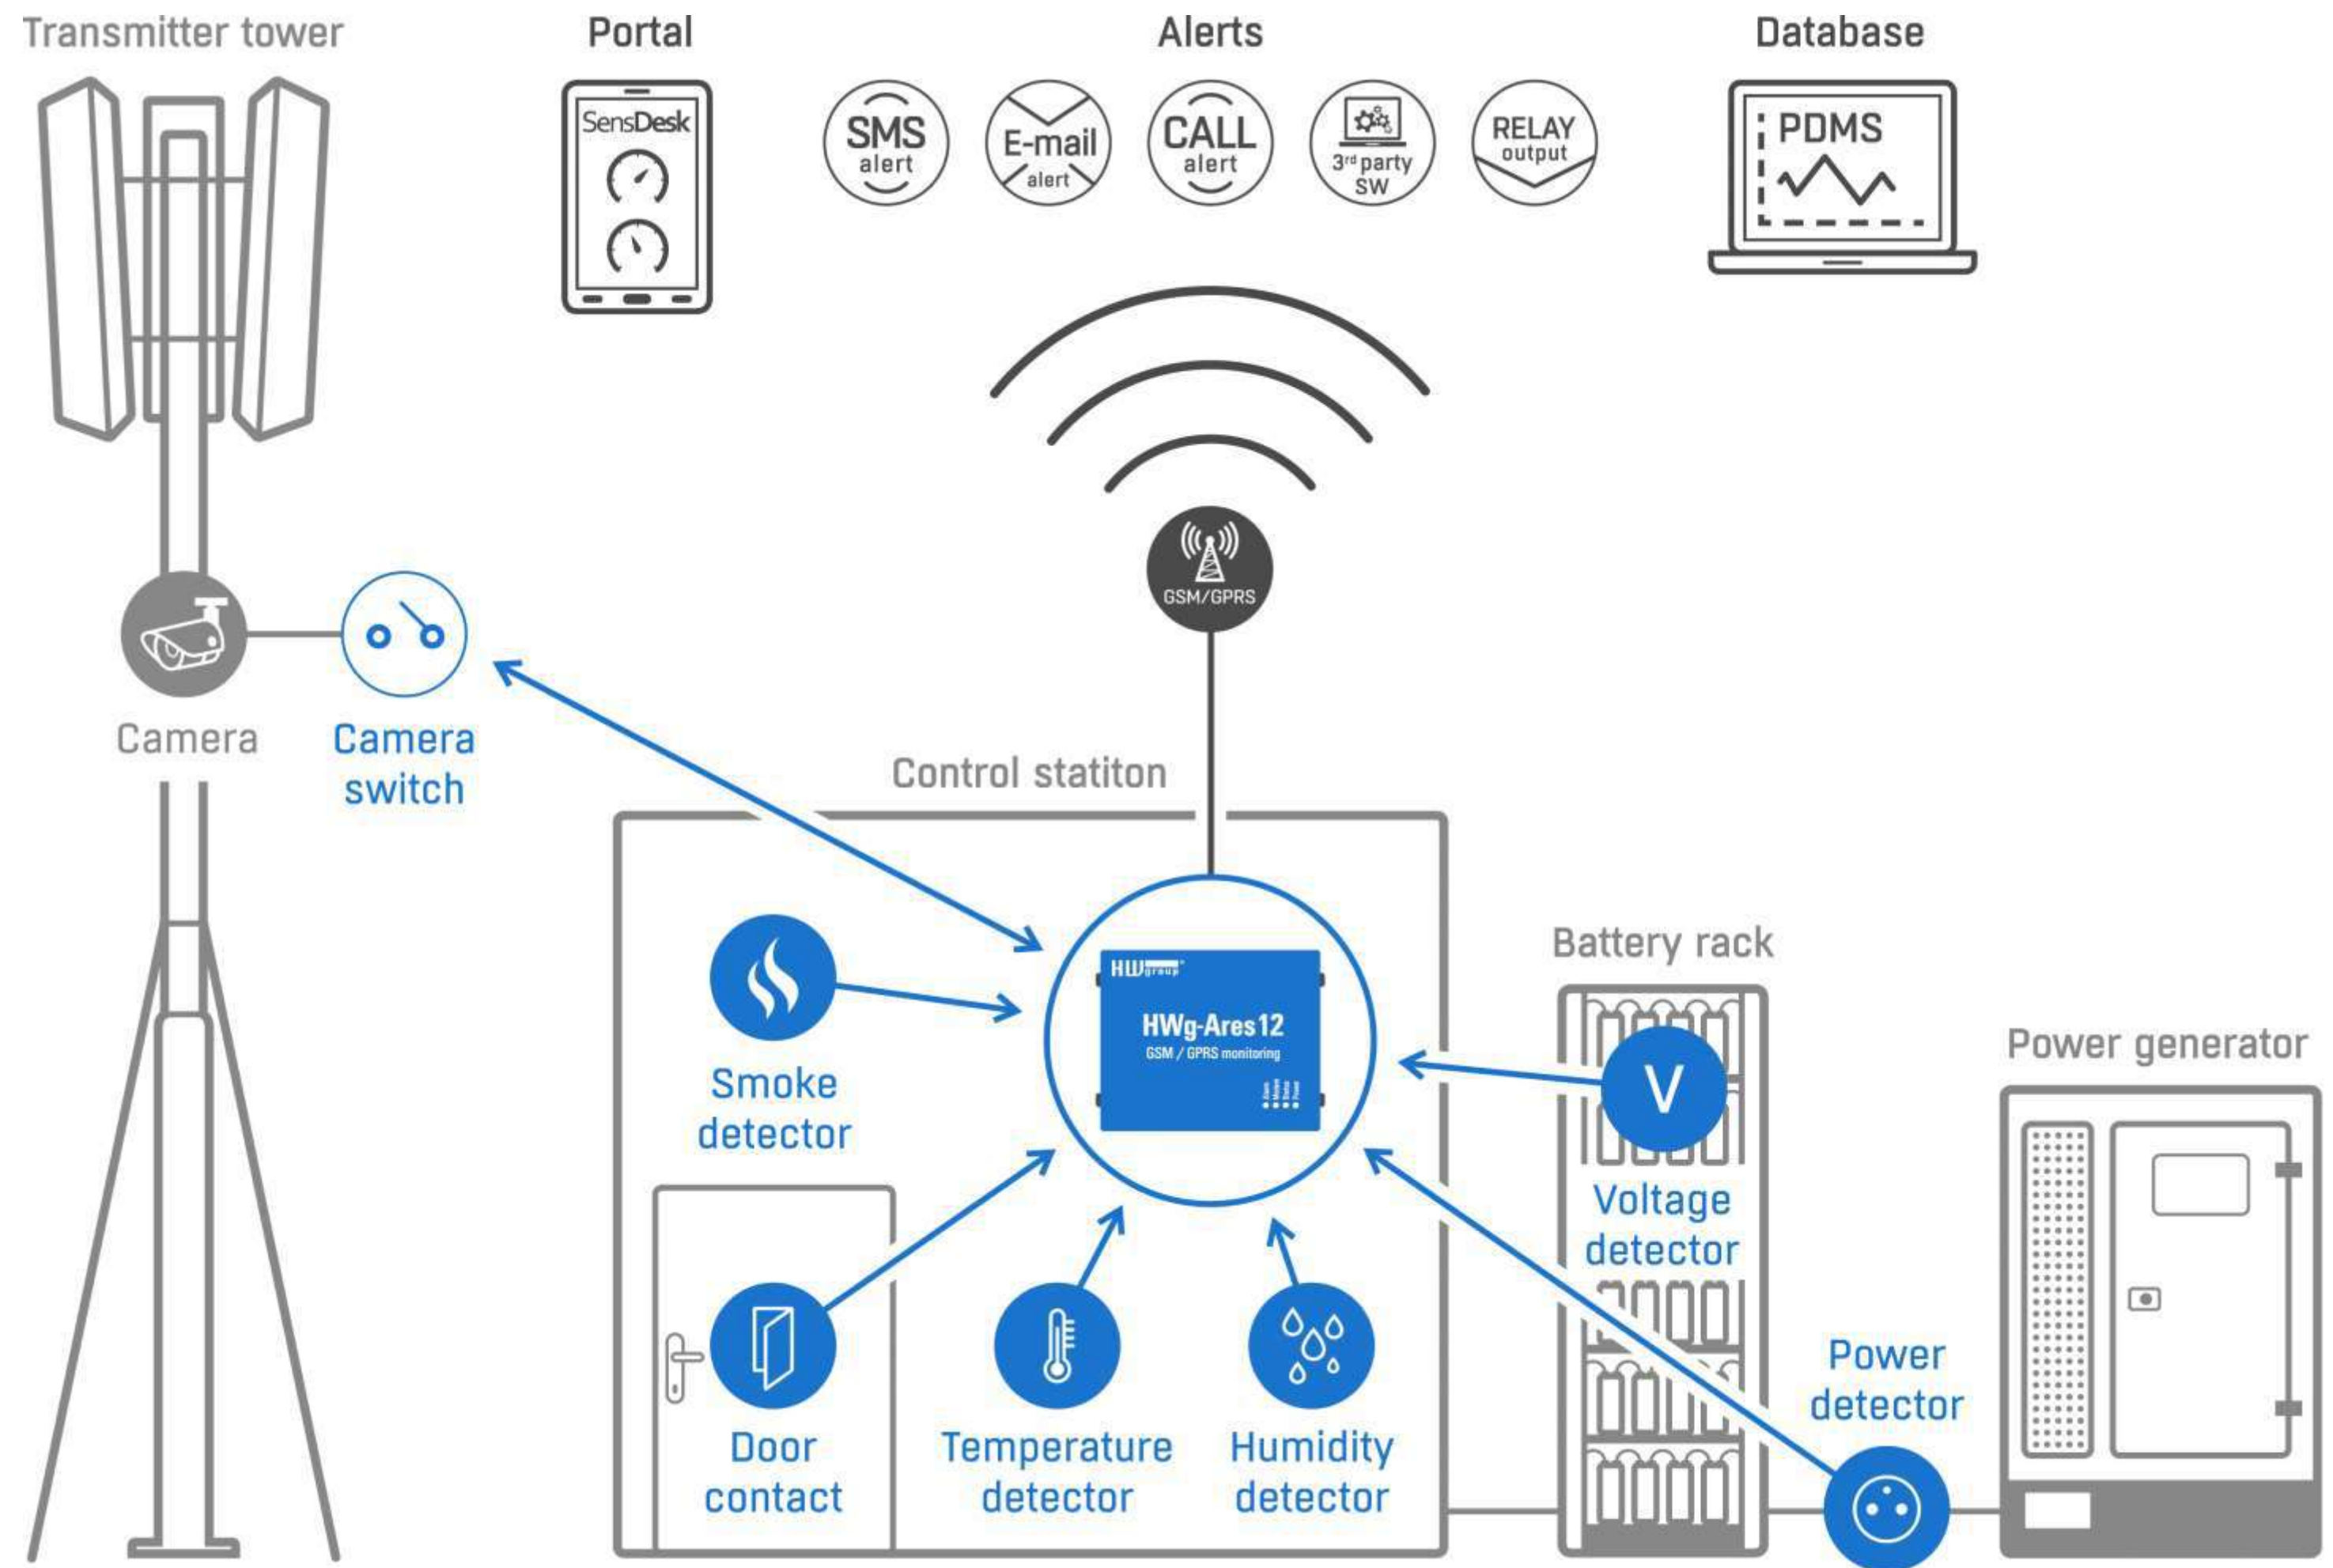 Transmitter tower
Portal
Alerts
Database
SensDesk
SMS
alert
E-mail
alert
CALL
alert
3rd party
SW
RELAY
output
PDMS
GSM/GPRS
Camera
Camera
switch
Control statiton
HWgroup
HWg-Ares12
GSM / GPRS monitoring
Smoke
detector
Battery rack
V
Voltage
detector
Power generator
Power
detector
Door
contact
Temperature
detector
Humidity
detector